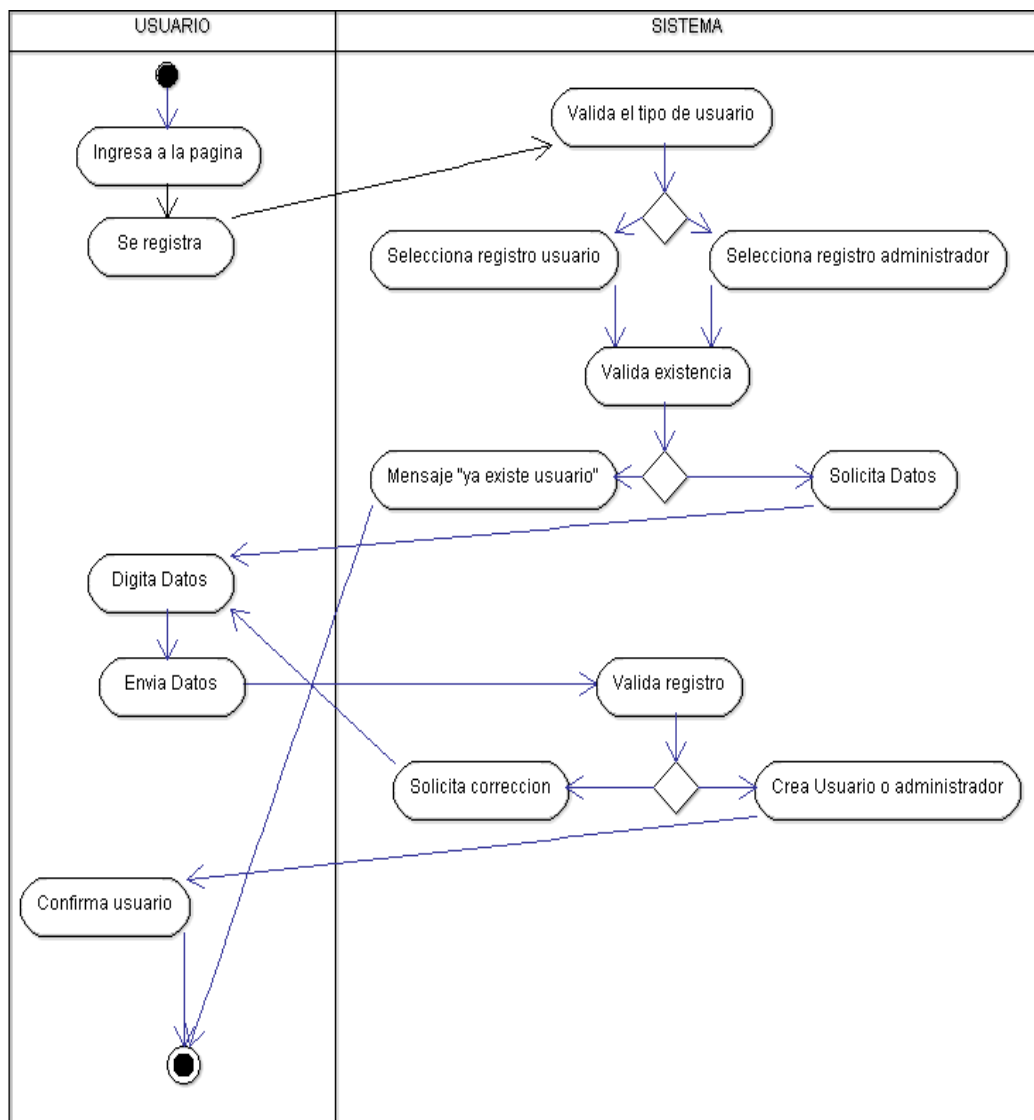 USUARIO
SISTEMA
Valida el tipo de usuario
Ingresa a la pagina
Se registra
Selecciona registro usuario
Selecciona registro administrador
Valida existencia
Mensaje "ya existe usuario"
Solicita Datos
Digita Datos
Envia Datos
Valida registro
Solicita correccion
Crea Usuario o administrador
Confirma usuario